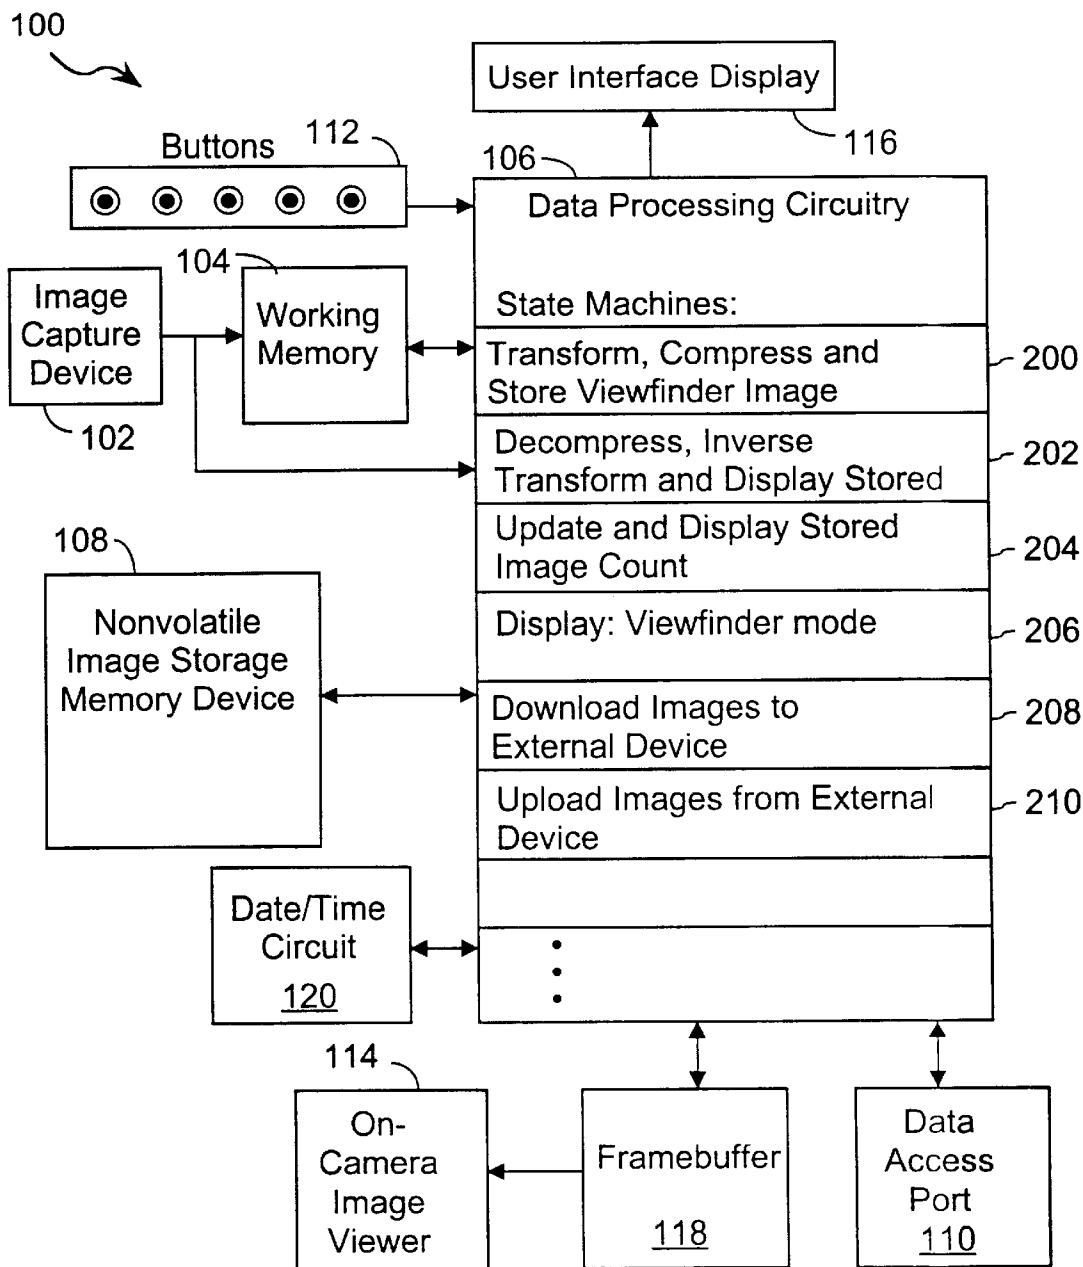 100
User Interface Display
116
Buttons
112
106
Data Processing Circuitry
104
Image
Capture
Device
102
Working
Memory
State Machines:
Transform, Compress and
Store Viewfinder Image
200
Decompress, Inverse
Transform and Display Stored
202
Update and Display Stored
Image Count
204
108
Nonvolatile
Image Storage
Memory Device
Display: Viewfinder mode
206
Download Images to
External Device
208
Upload Images from External
Device
210
Date/Time
Circuit
120
114
On-
Camera
Image
Viewer
Framebuffer
118
Data
Access
Port
110